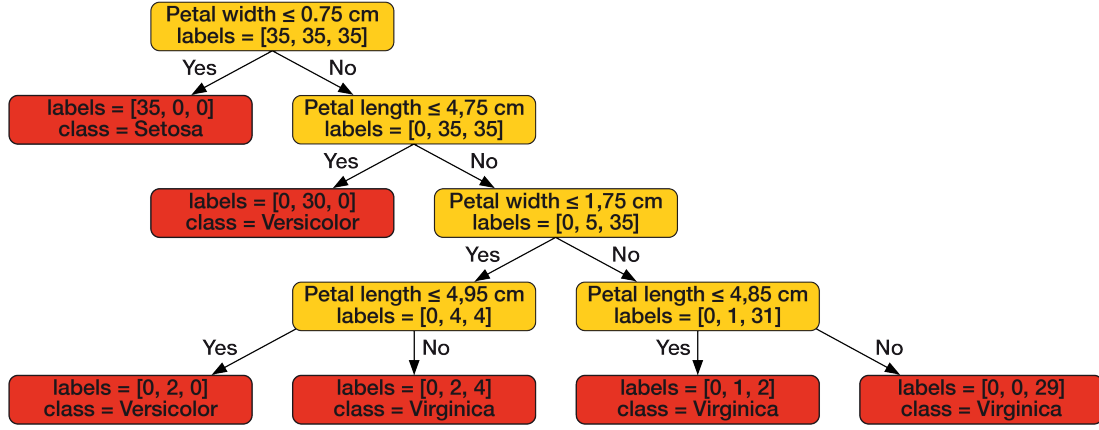 Petal width ≤ 0.75 cm
labels = [35, 35, 35]
Yes
No
labels = [35, 0, 0]
class = Setosa
Petal length ≤ 4,75 cm
labels = [0, 35, 35]
Yes
No
labels = [0, 30, 0]
class = Versicolor
Petal width ≤ 1,75 cm
labels = [0, 5, 35]
Yes
No
Petal length ≤ 4,95 cm
labels = [0, 4, 4]
Petal length ≤ 4,85 cm
labels = [0, 1, 31]
Yes
No
Yes
No
labels = [0, 2, 0]
class = Versicolor
labels = [0, 2, 4]
class = Virginica
labels = [0, 1, 2]
class = Virginica
labels = [0, 0, 29]
class = Virginica